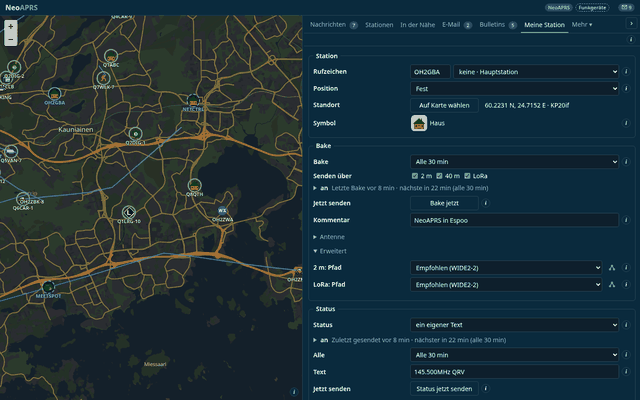 NeoAPRS
NeoAPRS Funkgeräte 6
Nachrichten 7 Stationen In der Nähe E-Mail 2 Bulletins 5 Meine Station Mehr
Station
Rufzeichen OH2GBA keine · Hauptstation
Position Fest
Standort Auf Karte wählen 60.2231 N, 24.7152 E · KP20if
Symbol Haus
Bake
Bake Alle 30 min
Senden über 2 m 40 m LoRa
an Letzte Bake vor 8 min · nächste in 22 min (alle 30 min)
Jetzt senden Bake jetzt
Kommentar NeoAPRS in Espoo
Antenne
Erweitert
2 m: Pfad Empfohlen (WIDE2-2)
LoRa: Pfad Empfohlen (WIDE2-2)
Status
Status ein eigener Text
an Zuletzt gesendet vor 8 min · nächster in 22 min (alle 30 min)
Alle Alle 30 min
Text 145.500MHz QRV
Jetzt senden Status jetzt senden
+
−
OH2GBA
Kauniainen
OH2ZWA
MEETSPOT
Miessaari